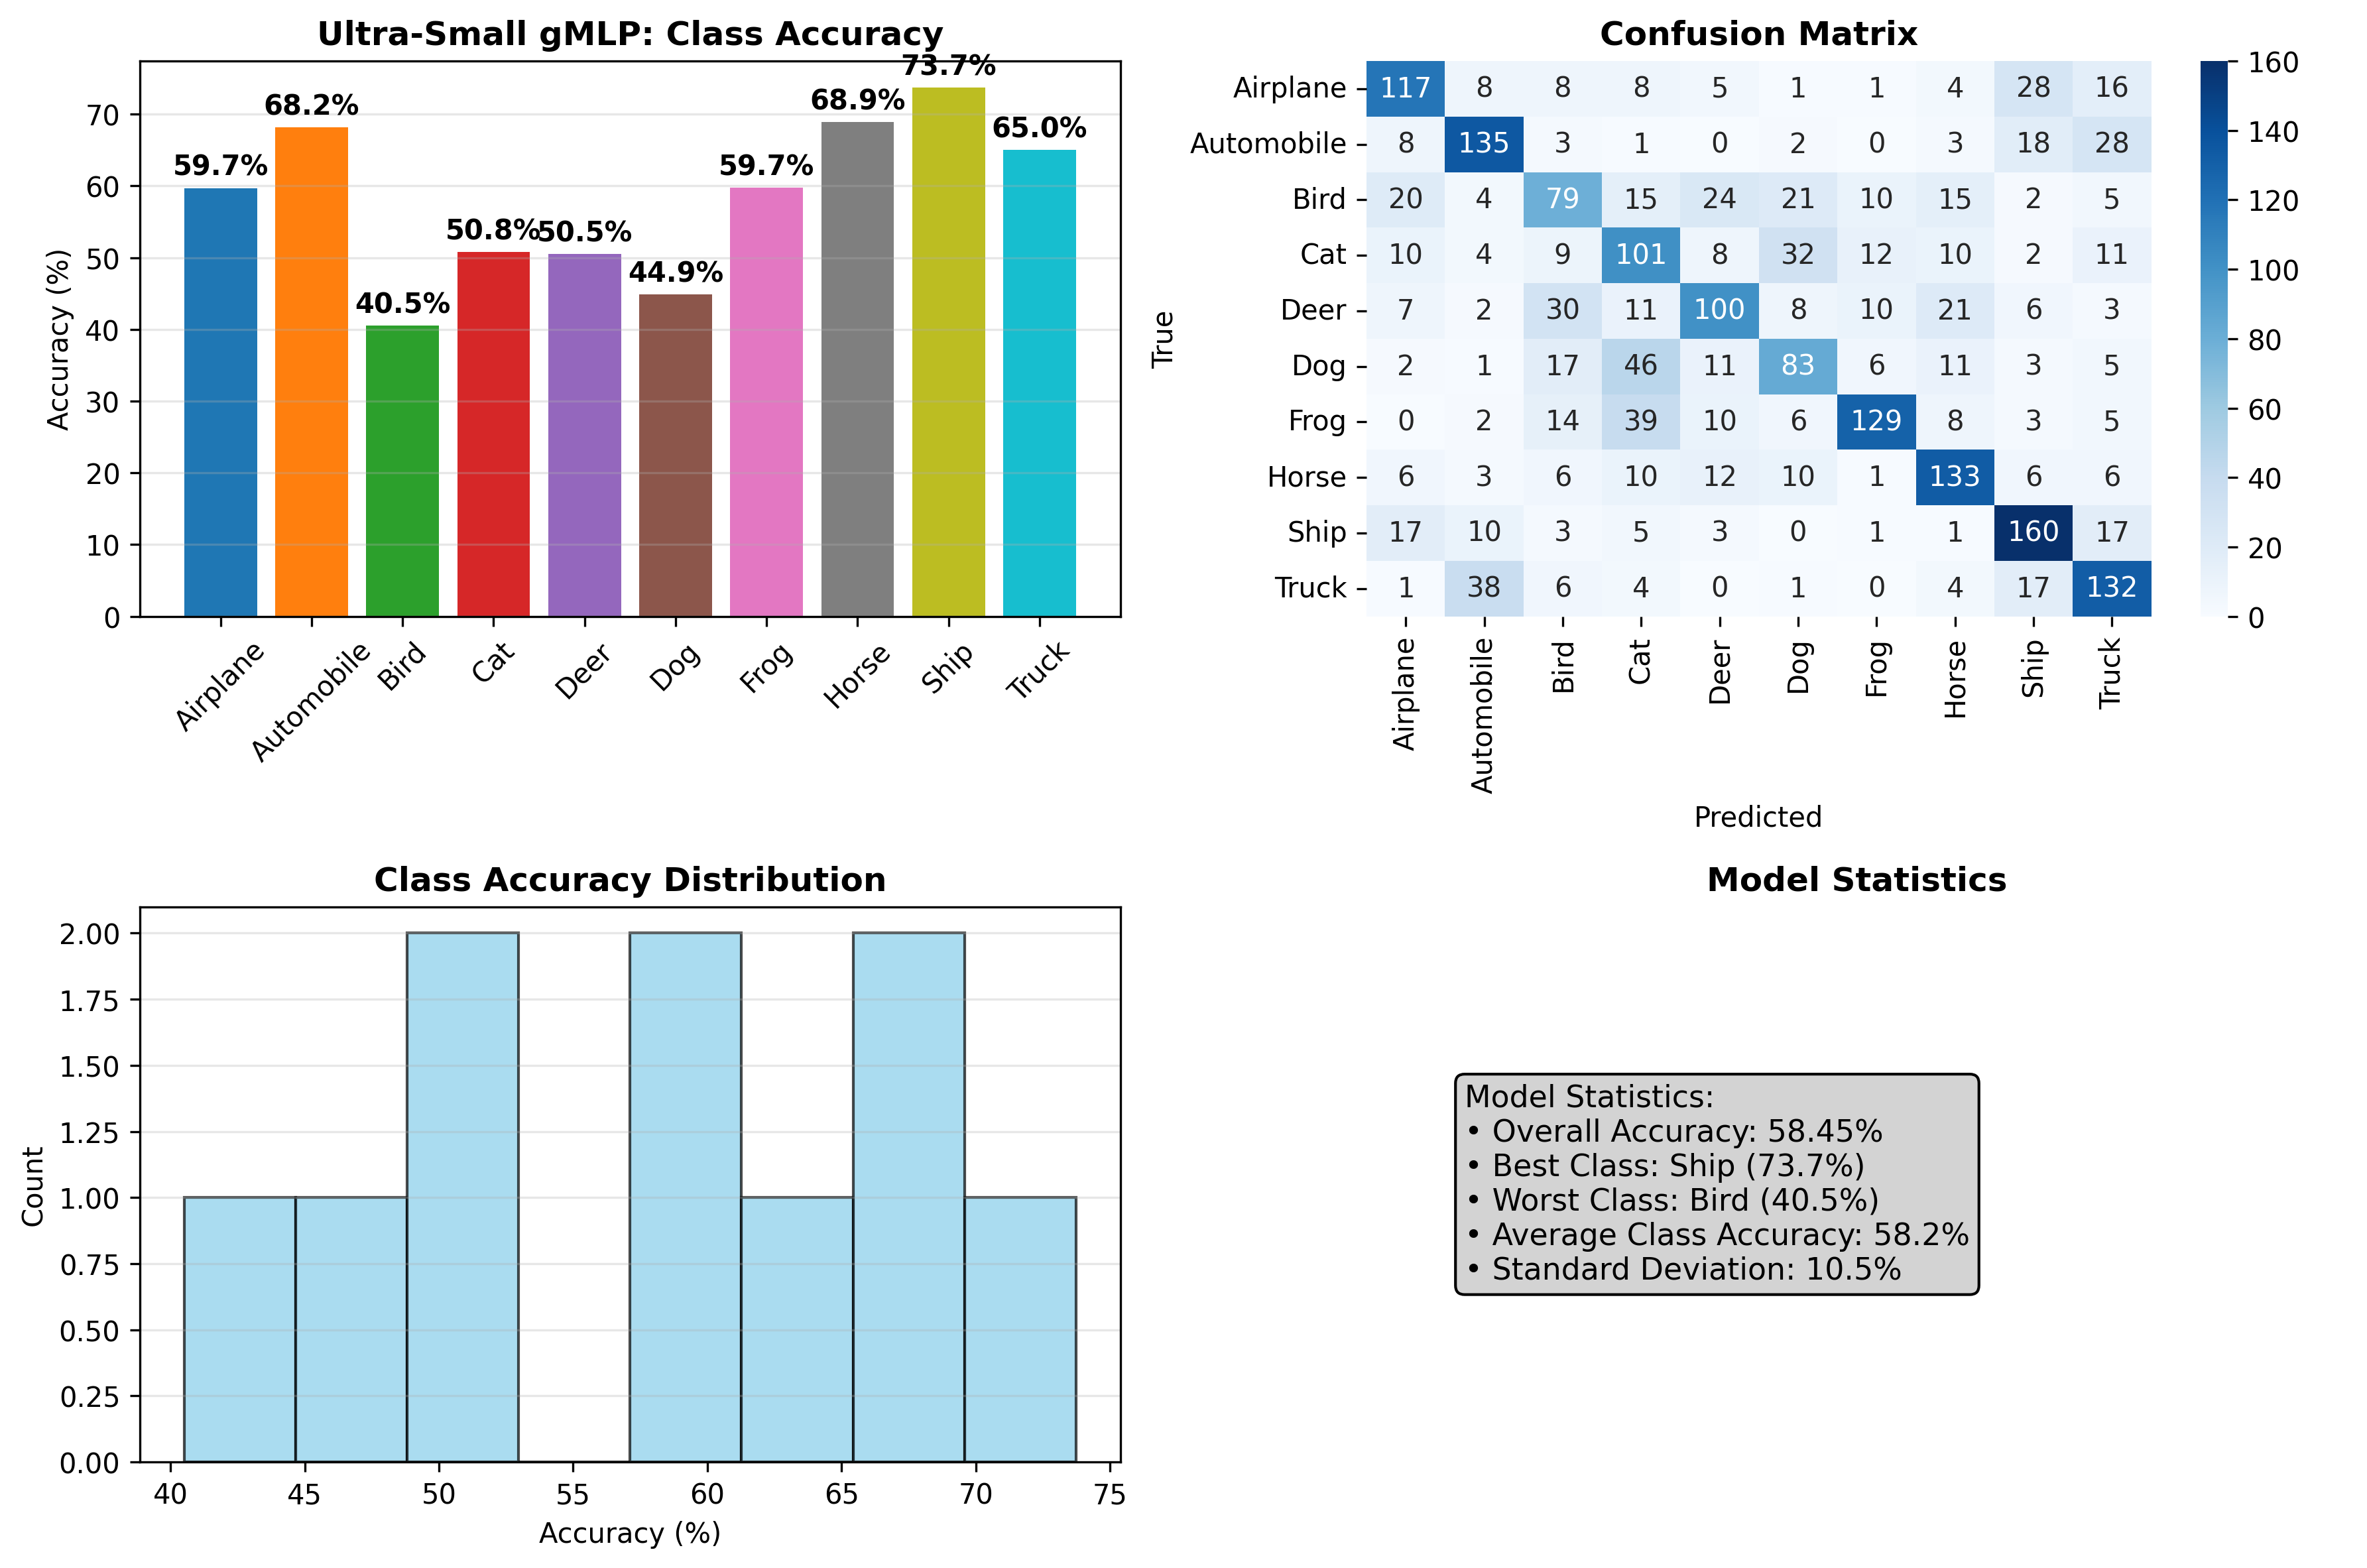 Ultra-Small gMLP: Class Accuracy
Accuracy (%)
70
60
50
40
30
20
10
0
59.7%
68.2%
40.5%
50.8%
50.5%
44.9%
59.7%
68.9%
73.7%
65.0%
Airplane
Automobile
Bird
Cat
Deer
Dog
Frog
Horse
Ship
Truck
Confusion Matrix
True
Airplane 117 8 8 8 5 1 1 4 28 16
Automobile 8 135 3 1 0 2 0 3 18 28
Bird 20 4 79 15 24 21 10 15 2 5
Cat 10 4 9 101 8 32 12 10 2 11
Deer 7 2 30 11 100 8 10 21 6 3
Dog 2 1 17 46 11 83 6 11 3 5
Frog 0 2 14 39 10 6 129 8 3 5
Horse 6 3 6 10 12 10 1 133 6 6
Ship 17 10 3 5 3 0 1 1 160 17
Truck 1 38 6 4 0 1 0 4 17 132
Airplane
Automobile
Bird
Cat
Deer
Dog
Frog
Horse
Ship
Truck
Predicted
160
140
120
100
80
60
40
20
0
Class Accuracy Distribution
Count
2.00
1.75
1.50
1.25
1.00
0.75
0.50
0.25
0.00
40 45 50 55 60 65 70 75
Accuracy (%)
Model Statistics
Model Statistics:
• Overall Accuracy: 58.45%
• Best Class: Ship (73.7%)
• Worst Class: Bird (40.5%)
• Average Class Accuracy: 58.2%
• Standard Deviation: 10.5%